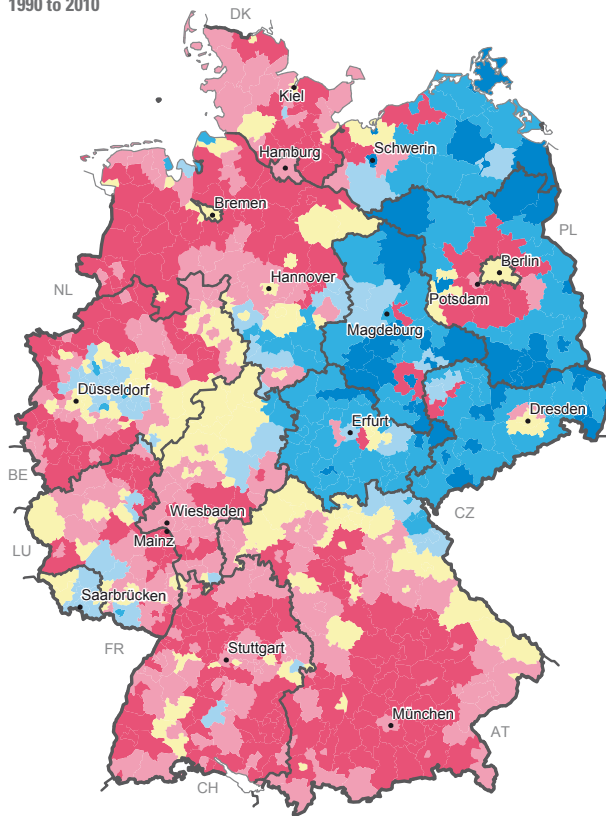 1990 to 2010
DK
Kiel
Schwerin
Hamburg
Bremen
PL
Berlin
NL
Hannover
Potsdam
Magdeburg
Düsseldorf
Dresden
Erfurt
BE
Wiesbaden
CZ
Mainz
LU
Saarbrücken
FR
Stuttgart
München
AT
CH